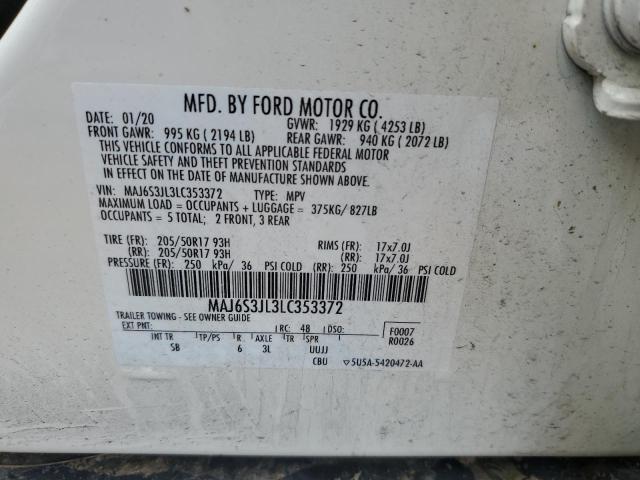 MFD. BY FORD MOTOR CO.
DATE: 01/20 GVWR: 1929 KG ( 4253 LB)
FRONT GAWR: 995 KG ( 2194 LB) REAR GAWR: 940 KG ( 2072 LB)
THIS VEHICLE CONFORMS TO ALL APPLICABLE FEDERAL MOTOR
VEHICLE SAFETY AND THEFT PREVENTION STANDARDS
IN EFFECT ON THE DATE OF MANUFACTURE SHOWN ABOVE.
VIN: MAJ6S3JL3LC353372 TYPE: MPV
MAXIMUM LOAD = OCCUPANTS + LUGGAGE = 375KG/ 827LB
OCCUPANTS = 5 TOTAL; 2 FRONT, 3 REAR
TIRE (FR): 205/50R17 93H RIMS (FR): 17x7.0J
(RR): 205/50R17 93H (RR): 17x7.0J
PRESSURE (FR): 250 kPa/ 36 PSI COLD (RR): 250 kPa/ 36 PSI COLD
MAJ6S3JL3LC353372
TRAILER TOWING - SEE OWNER GUIDE
EXT PNT: RC: 48 DSO: F0007
R0026
INT TR TP/PS R AXLE TR SPR
SB 6 3L UUJJ
CBU ▽5U5A-5420472-AA